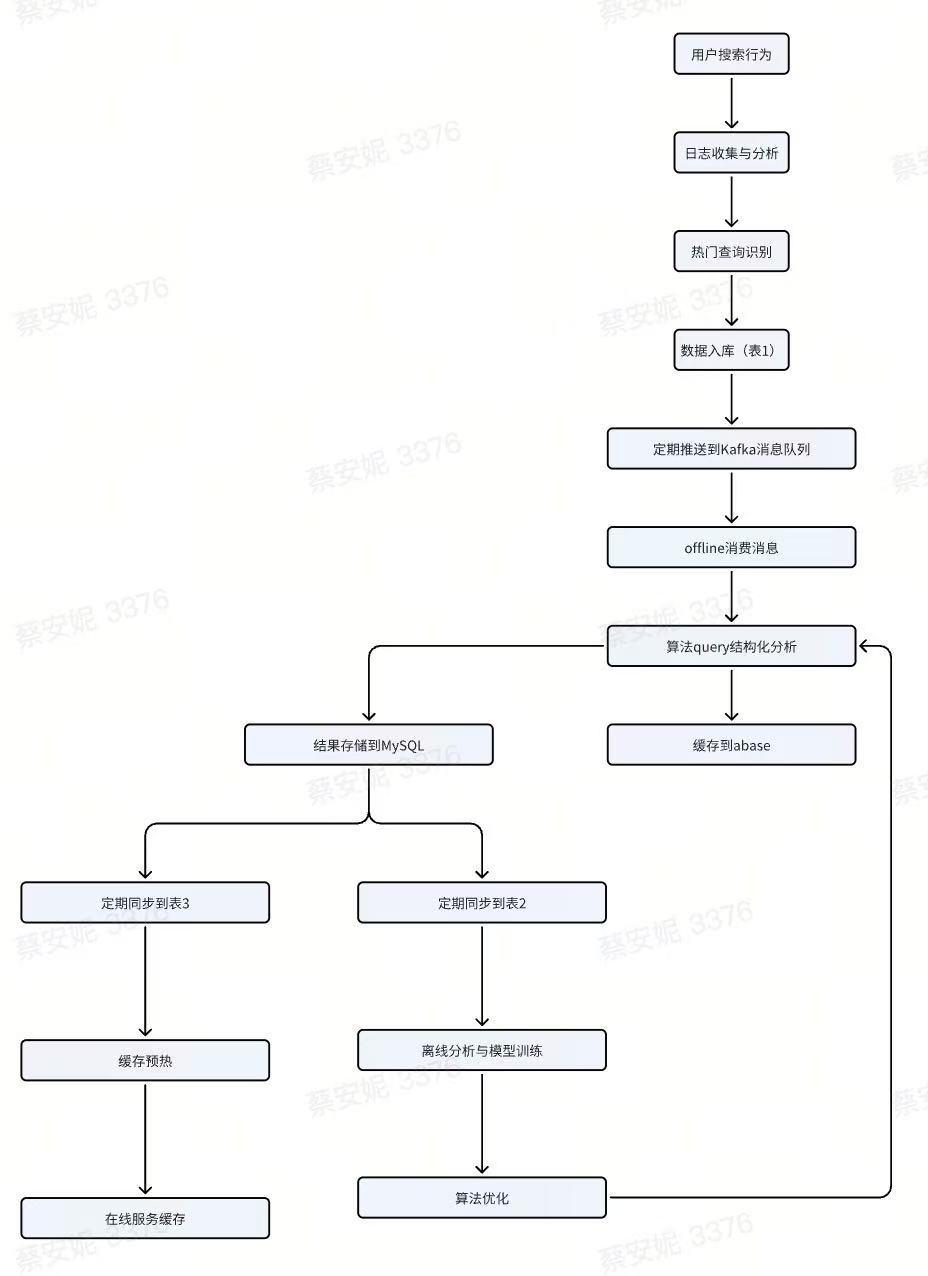 用户搜索行为
日志收集与分析
热门查询识别
数据入库（表1）
定期推送到Kafka消息队列
offline消费消息
算法query结构化分析
结果存储到MySQL
缓存到abase
定期同步到表3
定期同步到表2
缓存预热
离线分析与模型训练
算法优化
在线服务缓存
蔡安妮 3376